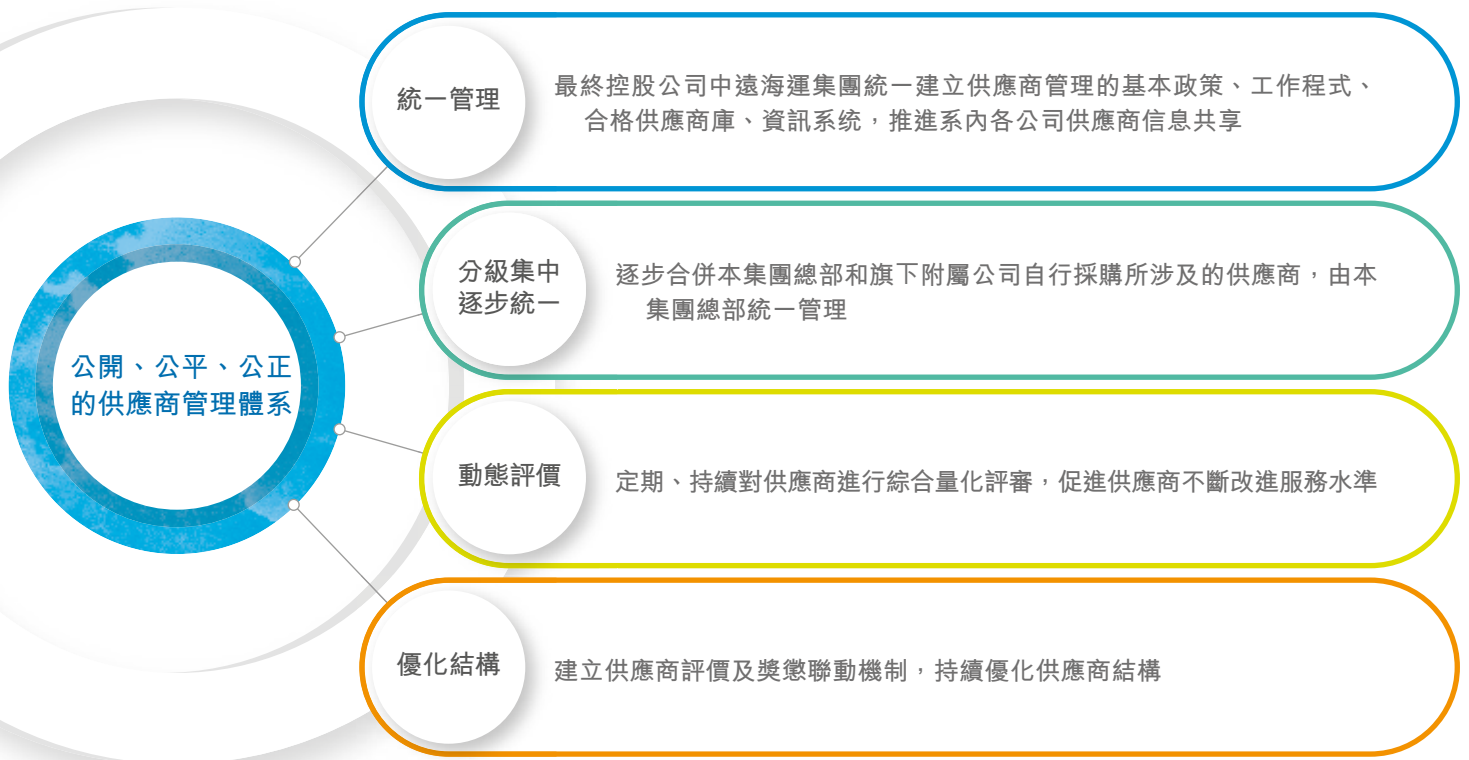 公開、公平、公正
的供應商管理體系
統一管理
最終控股公司中遠海運集團統一建立供應商管理的基本政策、工作程式、
合格供應商庫、資訊系統，推進系內各公司供應商信息共享
分級集中
逐步統一
逐步合併本集團總部和旗下附屬公司自行採購所涉及的供應商，由本
集團總部統一管理
動態評價
定期、持續對供應商進行綜合量化評審，促進供應商不斷改進服務水準
優化結構
建立供應商評價及獎懲聯動機制，持續優化供應商結構